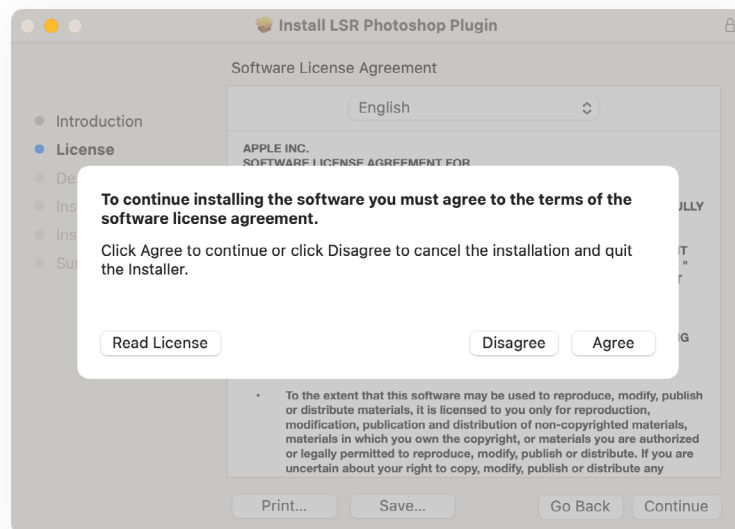 Install LSR Photoshop Plugin
Software License Agreement
English
Introduction
License
APPLE INC.
SOFTWARE LICENSE AGREEMENT FOR
To continue installing the software you must agree to the terms of the
software license agreement.
Click Agree to continue or click Disagree to cancel the installation and quit
the Installer.
Read License
Disagree
Agree
• To the extent that this software may be used to reproduce, modify, publish
or distribute materials, it is licensed to you only for reproduction,
modification, publication and distribution of non-copyrighted materials,
materials in which you own the copyright, or materials you are authorized
or legally permitted to reproduce, modify, publish or distribute. If you are
uncertain about your right to copy, modify, publish or distribute any
Print...
Save...
Go Back
Continue